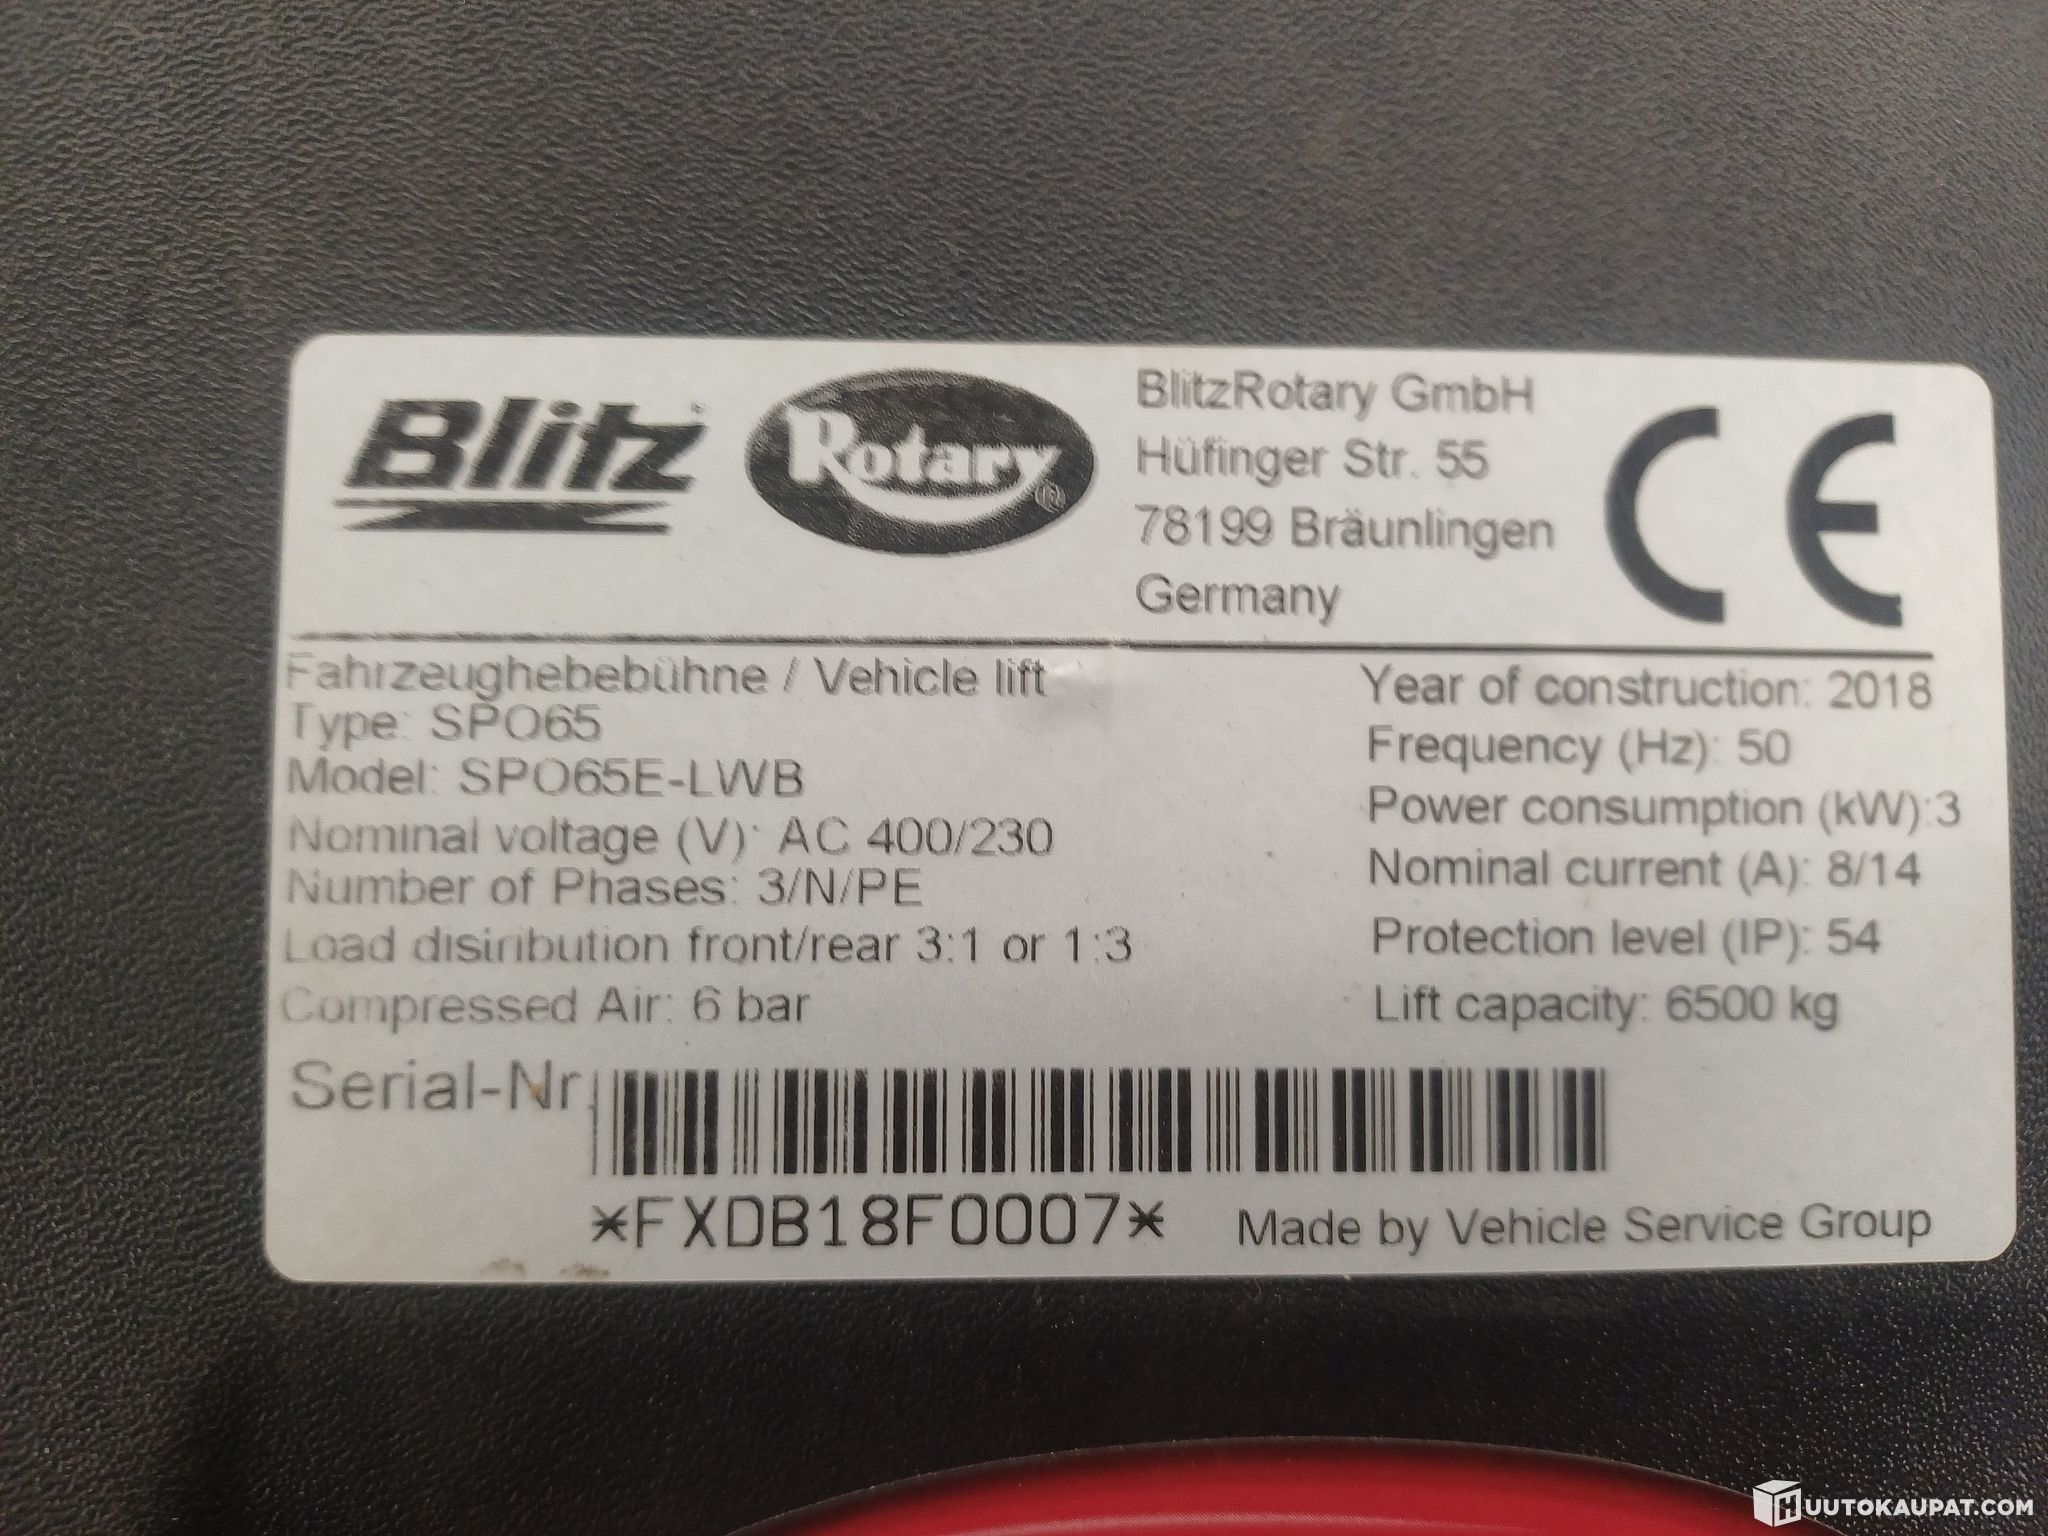 Blitz
Rotary®
BlitzRotary GmbH
Hüfinger Str. 55
78199 Bräunlingen
Germany
CE
Fahrzeughebebühne / Vehicle lift
Type: SPO65
Model: SPO65E-LWB
Nominal voltage (V): AC 400/230
Number of Phases: 3/N/PE
Load disiribution front/rear 3:1 or 1:3
Compressed Air: 6 bar
Year of construction: 2018
Frequency (Hz): 50
Power consumption (kW):3
Nominal current (A): 8/14
Protection level (IP): 54
Lift capacity: 6500 kg
Serial-Nr.
*FXDB18F0007*
Made by Vehicle Service Group
HUUTOKAUPAT.COM